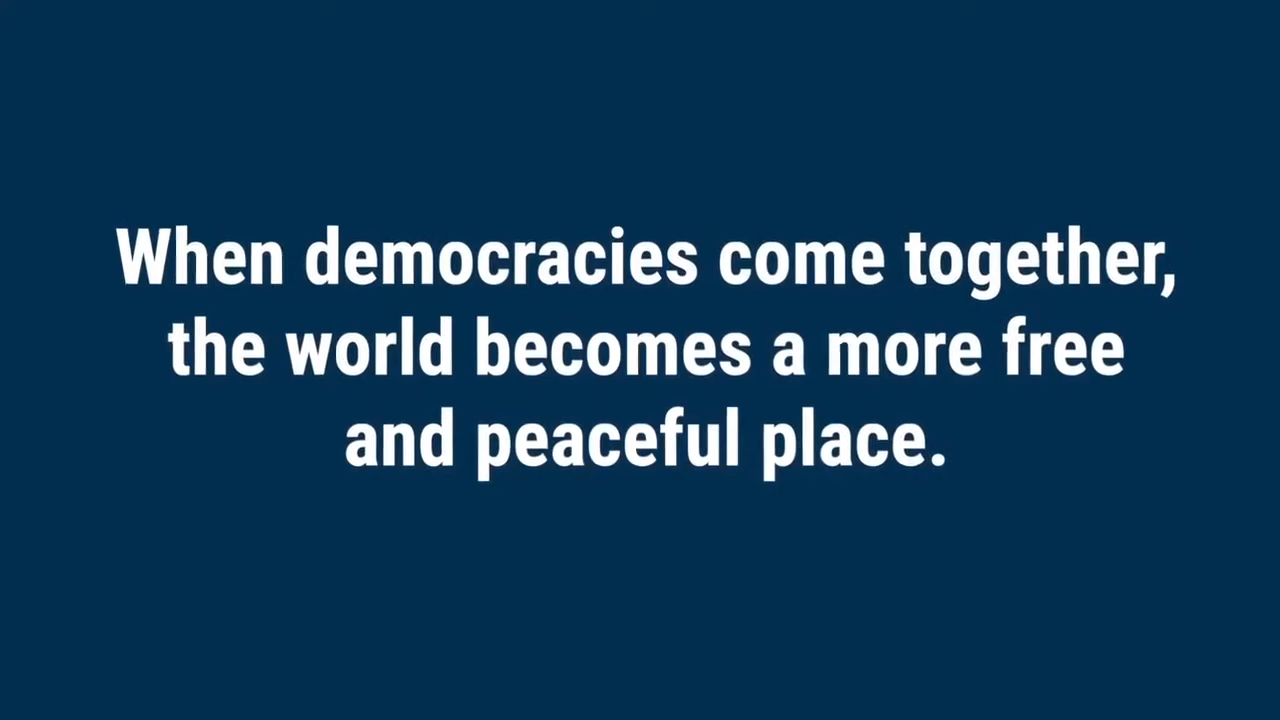 When democracies come together,
the world becomes a more free
and peaceful place.